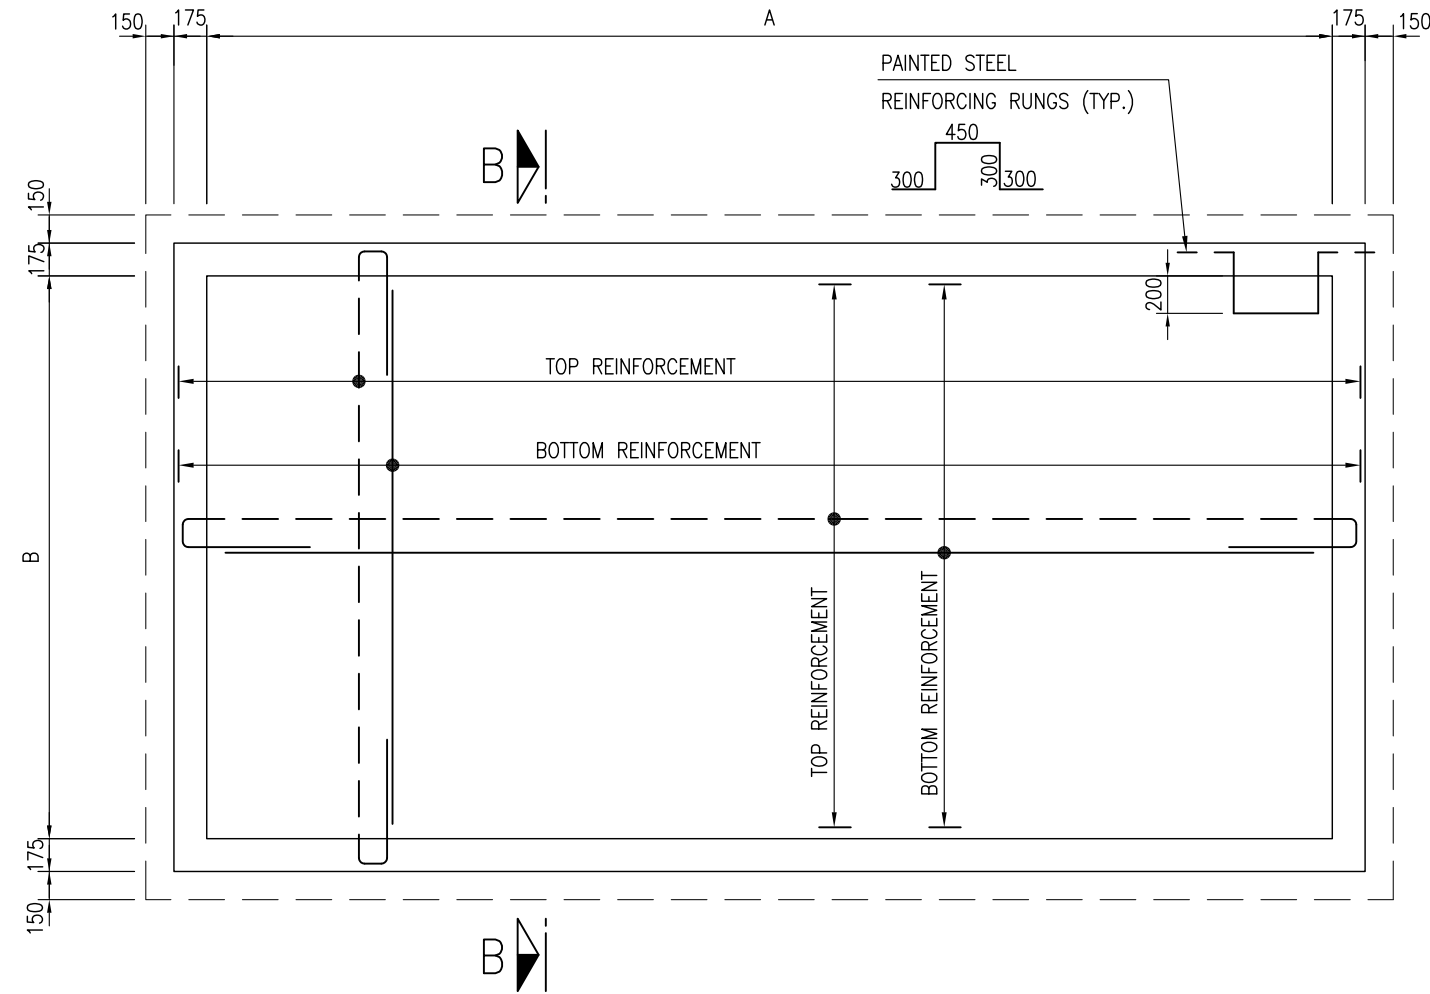 150
175
A
175
150
PAINTED STEEL
REINFORCING RUNGS (TYP.)
450
300
300
300
B
150
175
200
TOP REINFORCEMENT
BOTTOM REINFORCEMENT
B
TOP REINFORCEMENT
BOTTOM REINFORCEMENT
175
150
B